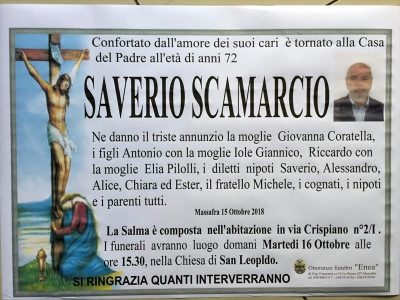 Confortato dall'amore dei suoi cari è tornato alla Casa
del Padre all'età di anni 72
SAVERIO SCAMARCIO
Ne danno il triste annunzio la moglie Giovanna Coratella,
i figli Antonio con la moglie Iole Giannico, Riccardo con
la moglie Elia Pilolli, i diletti nipoti Saverio, Alessandro,
Alice, Chiara ed Ester, il fratello Michele, i cognati, i nipoti
e i parenti tutti.
Massafra 15 Ottobre 2018
La Salma è composta nell'abitazione in via Crispiano n°2/I.
I funerali avranno luogo domani Martedi 16 Ottobre alle
ore 15.30, nella Chiesa di San Leopldo.
Onoranze funebri "Enea"
SI RINGRAZIA QUANTI INTERVERRANNO